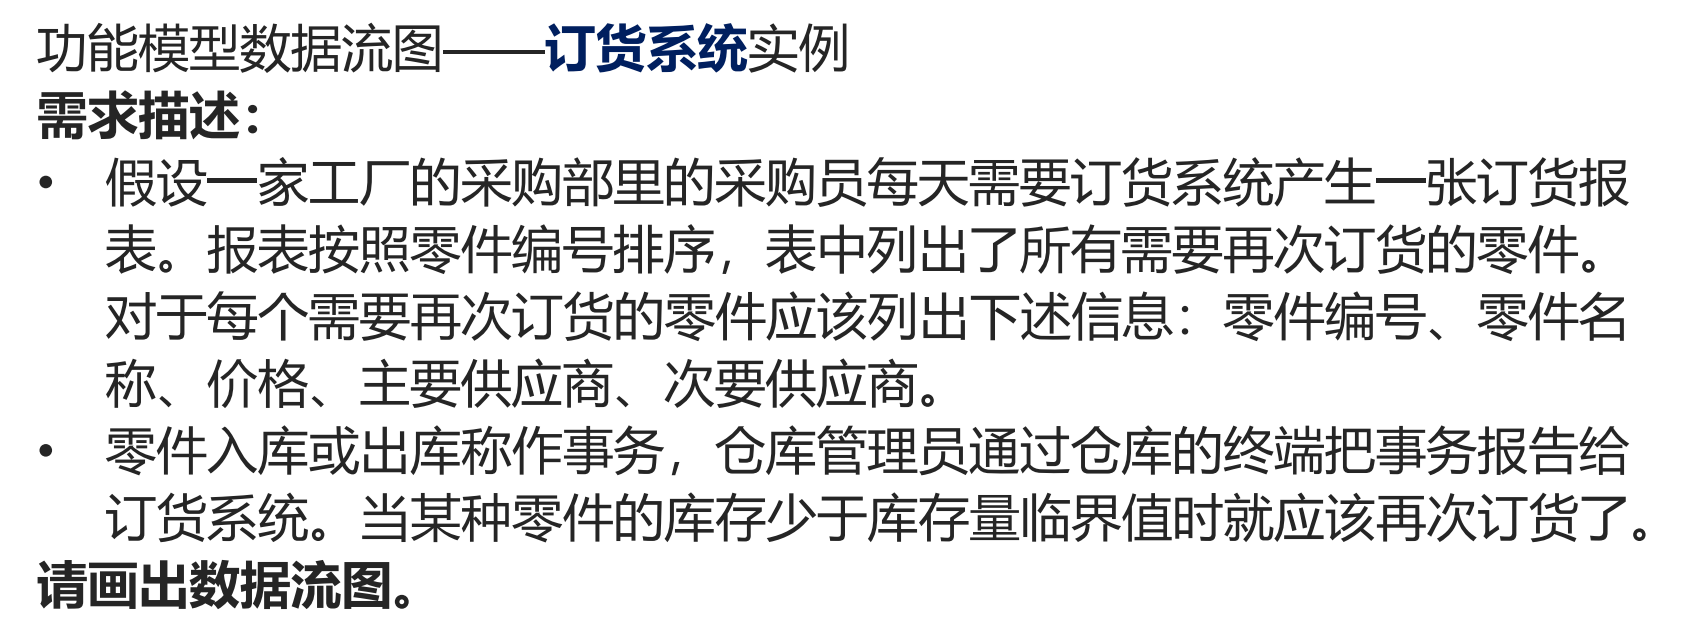 功能模型数据流图——订货系统实例
需求描述：
• 假设一家工厂的采购部里的采购员每天需要订货系统产生一张订货报
表。报表按照零件编号排序，表中列出了所有需要再次订货的零件。
对于每个需要再次订货的零件应该列出下述信息：零件编号、零件名
称、价格、主要供应商、次要供应商。
• 零件入库或出库称作事务，仓库管理员通过仓库的终端把事务报告给
订货系统。当某种零件的库存少于库存量临界值时就应该再次订货了。
请画出数据流图。